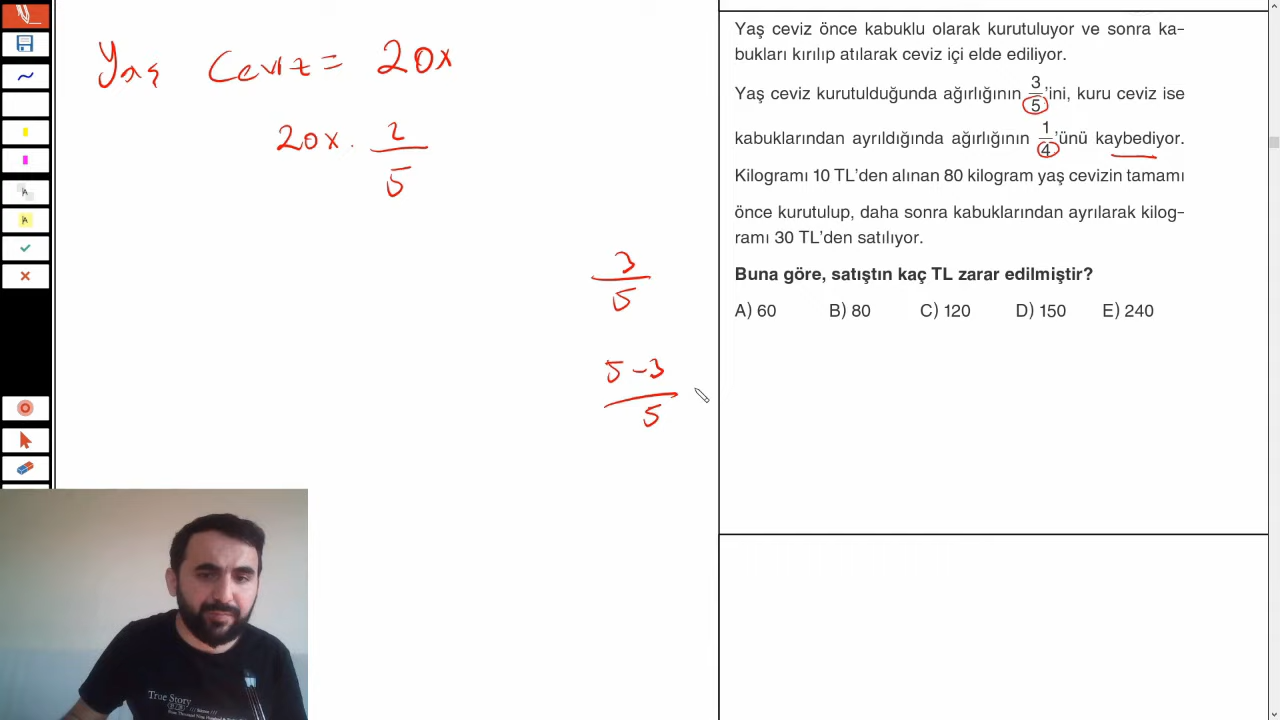 Yaş Ceviz = 20x
20x . 2/5
3/5
5-3/5
Yaş ceviz önce kabuklu olarak kurutuluyor ve sonra ka-
bukları kırılıp atılarak ceviz içi elde ediliyor.
Yaş ceviz kurutulduğunda ağırlığının 3/5'ini, kuru ceviz ise
kabuklarından ayrıldığında ağırlığının 1/4'ünü kaybediyor.
Kilogramı 10 TL'den alınan 80 kilogram yaş cevizin tamamı
önce kurutulup, daha sonra kabuklarından ayrılarak kilog-
ramı 30 TL'den satılıyor.
Buna göre, satıştın kaç TL zarar edilmiştir?
A) 60 B) 80 C) 120 D) 150 E) 240
A
A
True Story